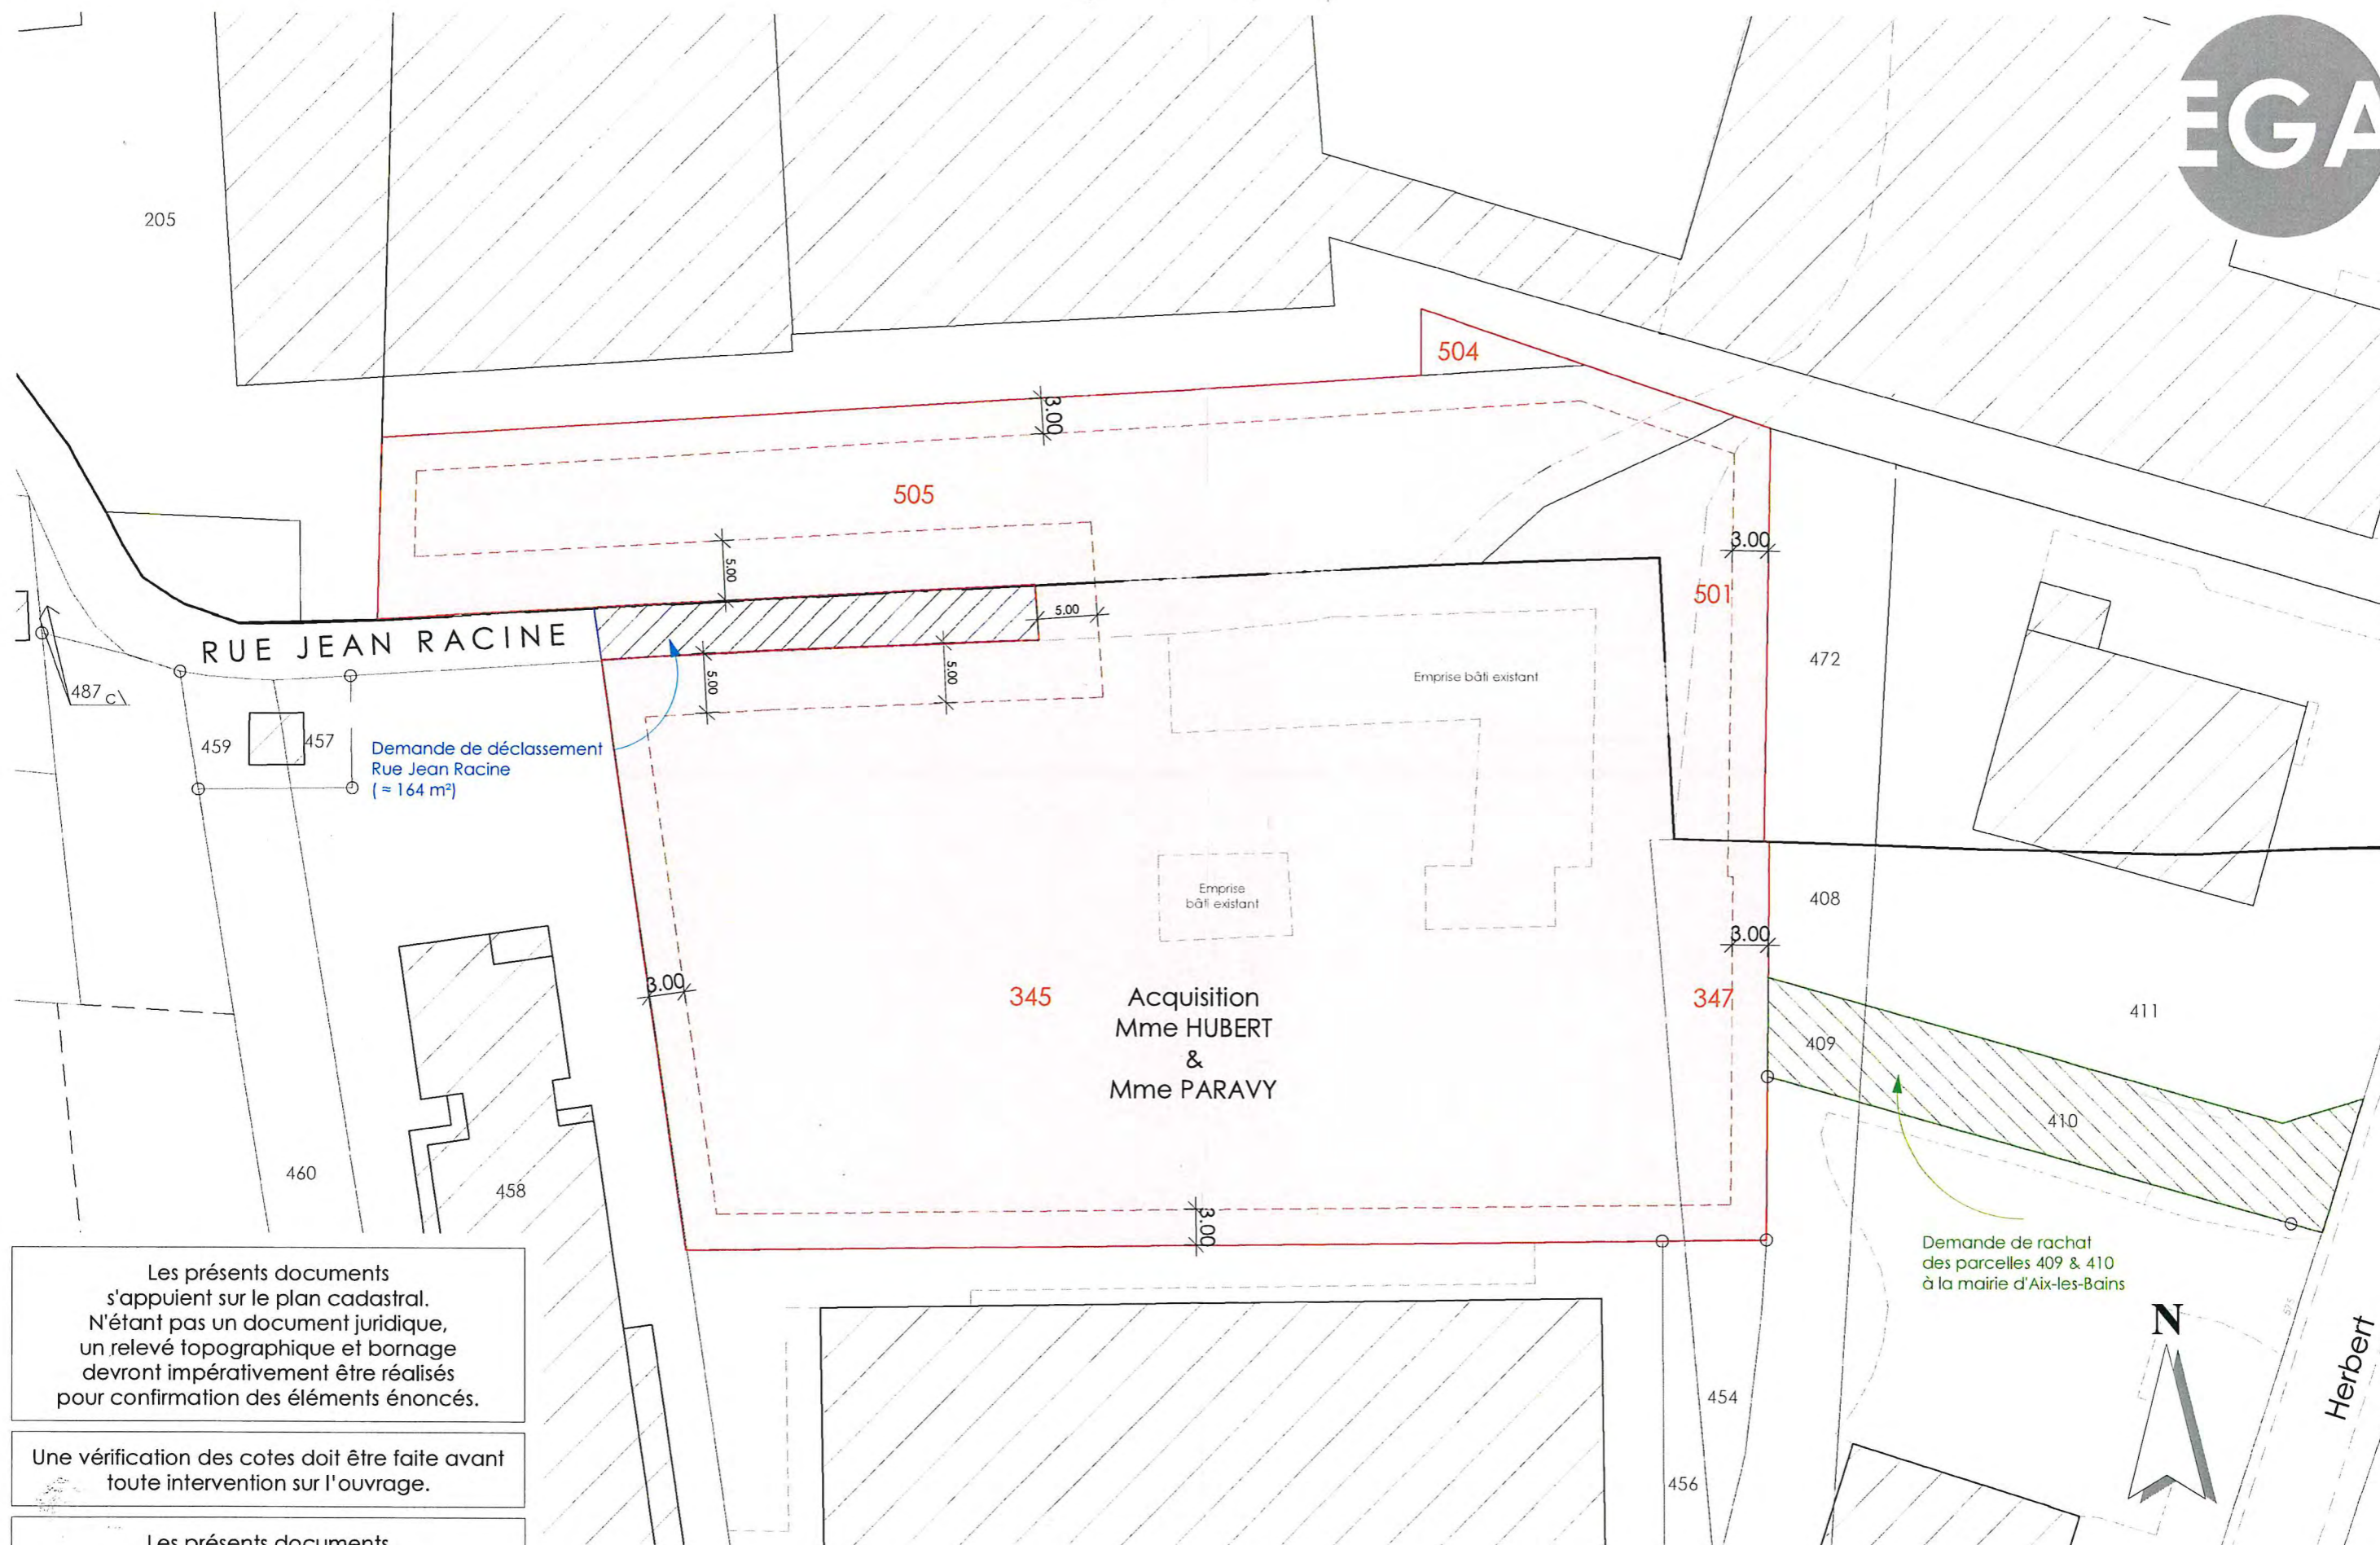 EGA
205
504
3.00
505
5.00
3.00
501
5.00
RUE JEAN RACINE
472
Emprise bâti existant
5.00
5.00
487 c\
459
457
Demande de déclassement
Rue Jean Racine
( = 164 m²)
Emprise
bâti existant
408
3.00
3.00
345
Acquisition
Mme HUBERT
&
Mme PARAVY
347
411
409
410
460
458
3.00
Demande de rachat
des parcelles 409 & 410
à la mairie d'Aix-les-Bains
N
Herbert
454
456
Les présents documents
s'appuient sur le plan cadastral.
N'étant pas un document juridique,
un relevé topographique et bornage
devront impérativement être réalisés
pour confirmation des éléments énoncés.
Une vérification des cotes doit être faite avant
toute intervention sur l'ouvrage.
Les présents documents